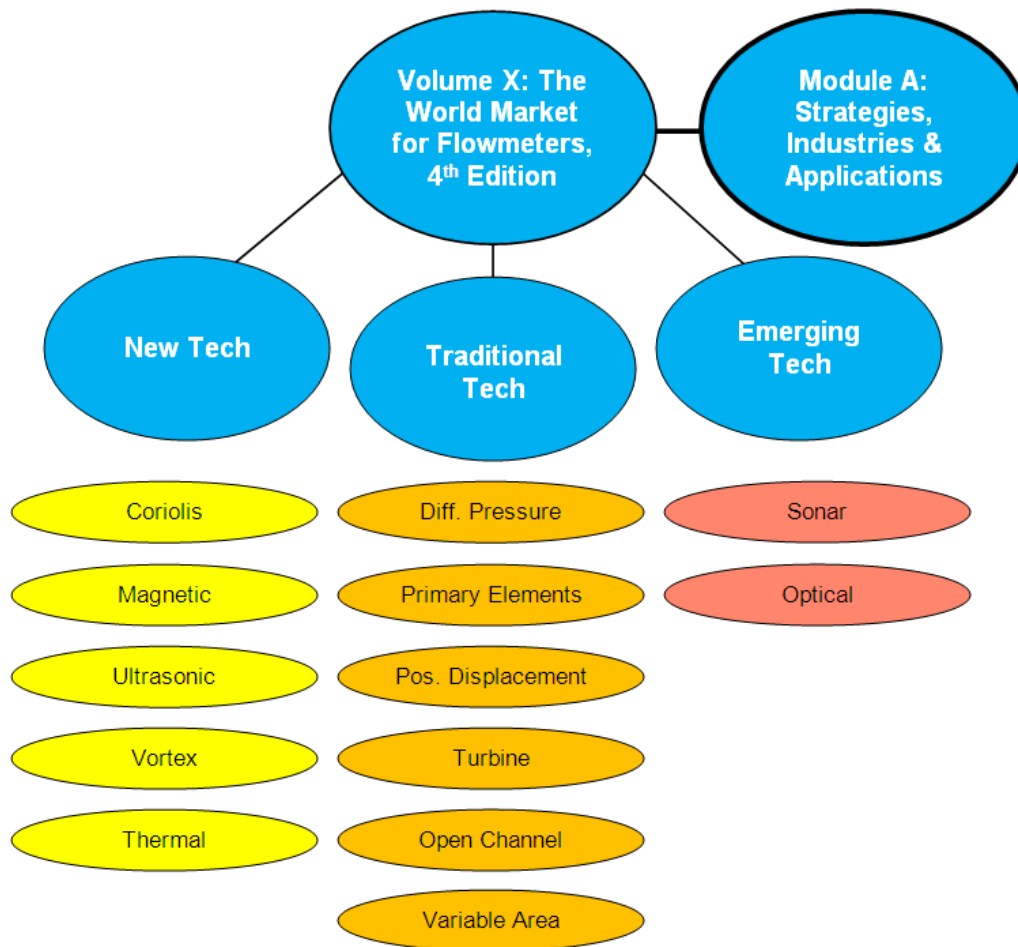 Volume X: The
World Market
for Flowmeters,
4th Edition
Module A:
Strategies,
Industries &
Applications
New Tech
Traditional
Tech
Emerging
Tech
Coriolis
Diff. Pressure
Sonar
Magnetic
Primary Elements
Optical
Ultrasonic
Pos. Displacement
Vortex
Turbine
Thermal
Open Channel
Variable Area